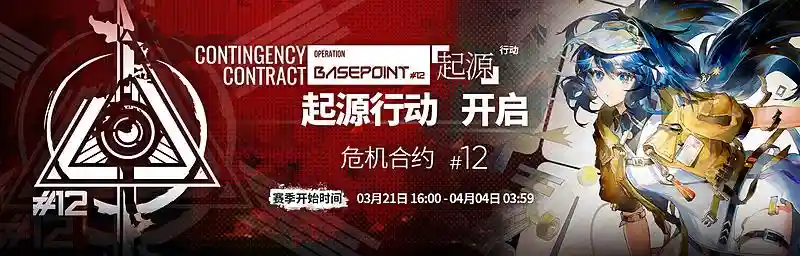 CONTINGENCY
CONTRACT
OPERATION
BASEPOINT #12
起源
行动
起源行动 开启
危机合约 #12
赛季开始时间 03月21日 16:00 - 04月04日 03:59
#12